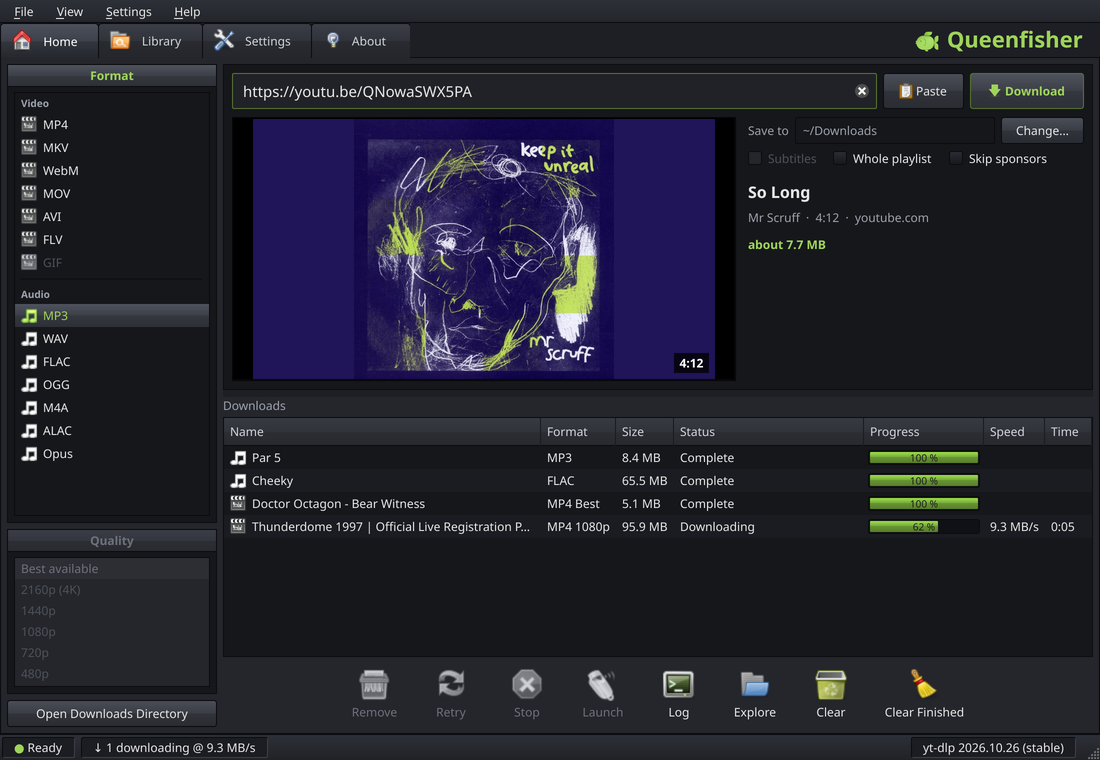 File View Settings Help
Home Library Settings About
Queenfisher
Format
Video
MP4
MKV
WebM
MOV
AVI
FLV
GIF
Audio
MP3
WAV
FLAC
OGG
M4A
ALAC
Opus
Quality
Best available
2160p (4K)
1440p
1080p
720p
480p
Open Downloads Directory
https://youtu.be/QNowaSWX5PA
Paste
Download
keep it
unreal
mr
scruff
4:12
Save to ~/Downloads Change...
Subtitles Whole playlist Skip sponsors
So Long
Mr Scruff · 4:12 · youtube.com
about 7.7 MB
Downloads
Name Format Size Status Progress Speed Time
Par 5 MP3 8.4 MB Complete 100 %
Cheeky FLAC 65.5 MB Complete 100 %
Doctor Octagon - Bear Witness MP4 Best 5.1 MB Complete 100 %
Thunderdome 1997 | Official Live Registration P... MP4 1080p 95.9 MB Downloading 62 % 9.3 MB/s 0:05
Remove Retry Stop Launch Log Explore Clear Clear Finished
Ready ↓ 1 downloading @ 9.3 MB/s yt-dlp 2026.10.26 (stable)